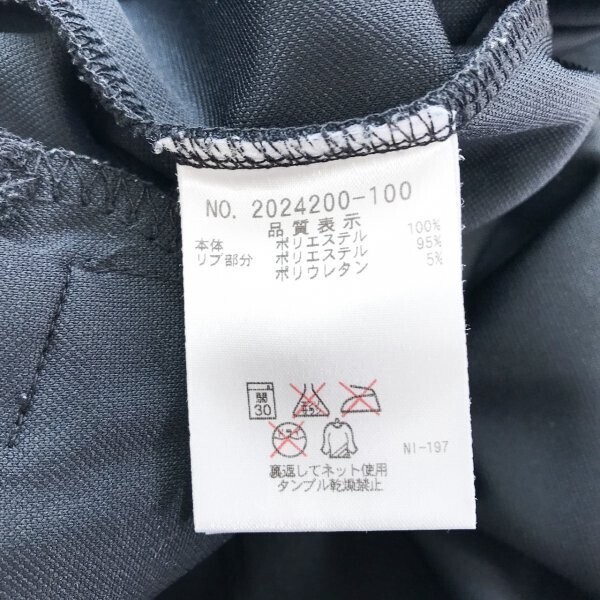 NO. 2024200-100
品質表示
本体 ポリエステル 100%
リブ部分 ポリエステル 95%
ポリウレタン 5%
30
NI-197
裏返してネット使用
タンブル乾燥禁止